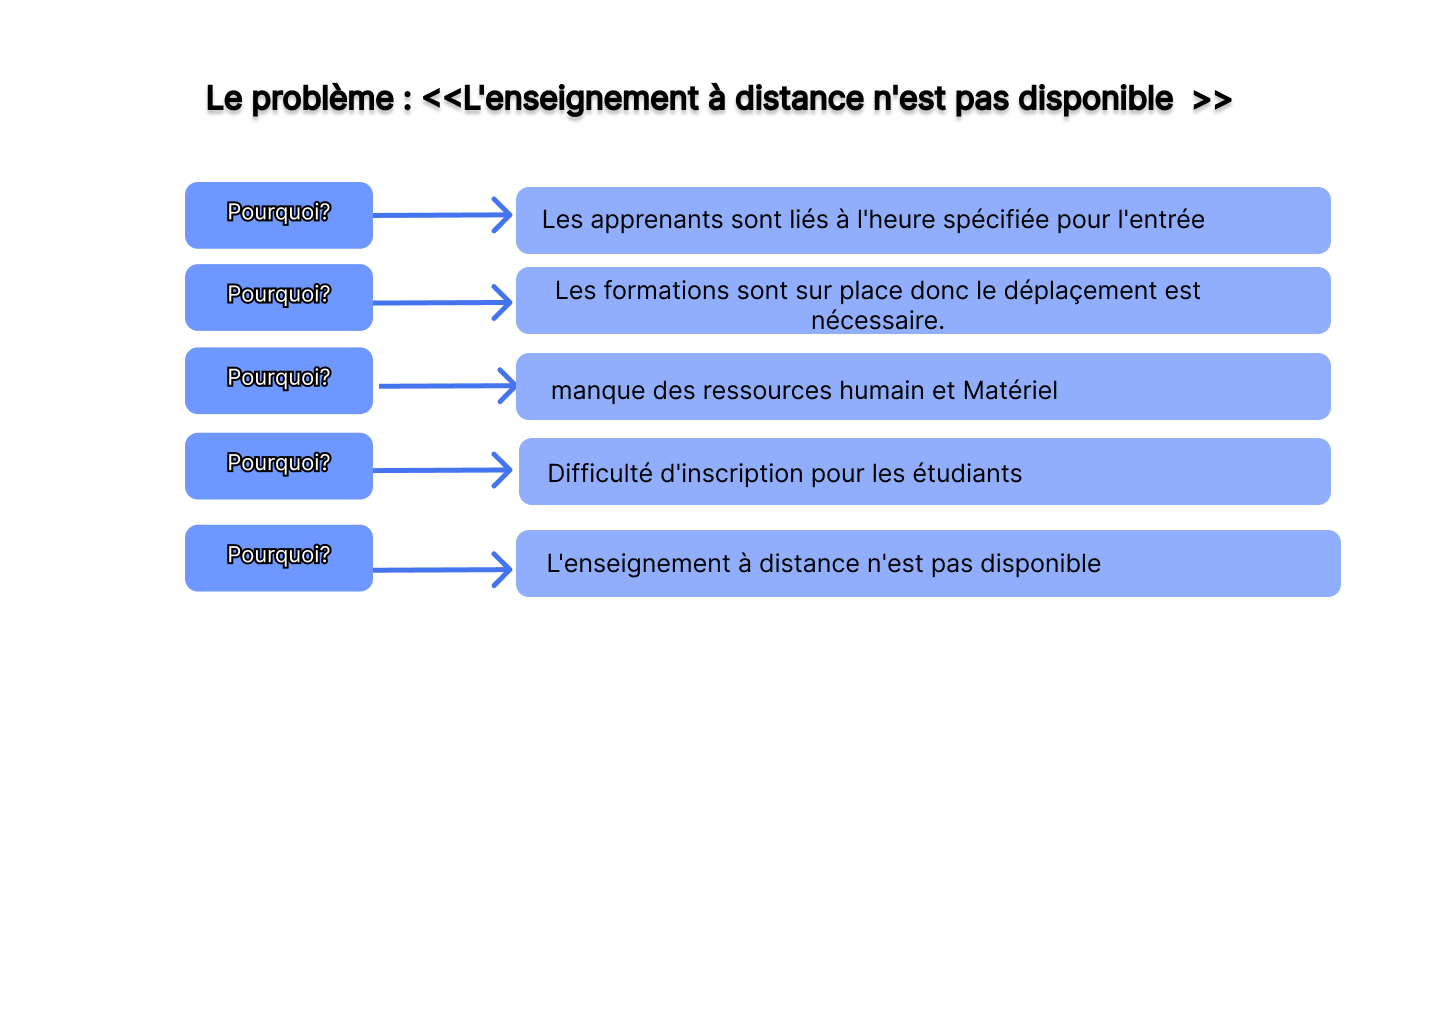 Le problème : <<L'enseignement à distance n'est pas disponible >>
Pourquoi?
Les apprenants sont liés à l'heure spécifiée pour l'entrée
Pourquoi?
Les formations sont sur place donc le déplaçement est
nécessaire.
Pourquoi?
manque des ressources humain et Matériel
Pourquoi?
Difficulté d'inscription pour les étudiants
Pourquoi?
L'enseignement à distance n'est pas disponible